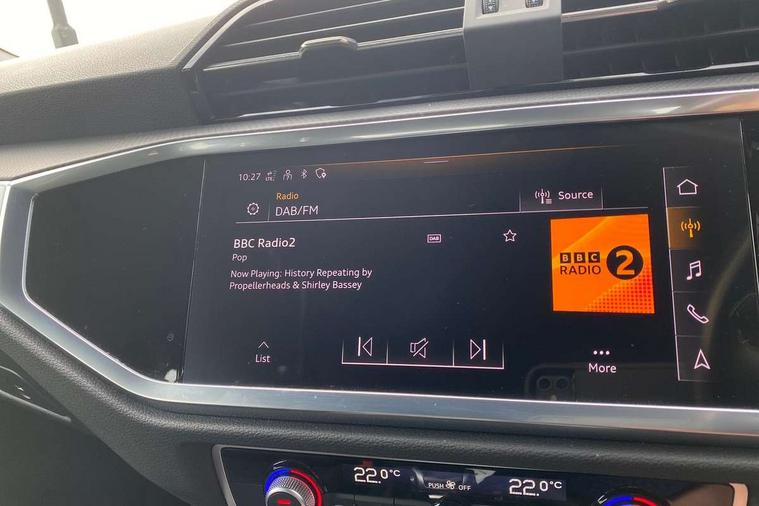 10:27 LTE
Radio
DAB/FM
Source
BBC Radio2
DAB
Pop
Now Playing: History Repeating by
Propellerheads & Shirley Bassey
BBC
RADIO 2
List
More
22.0°C
PUSH OFF
22.0°C